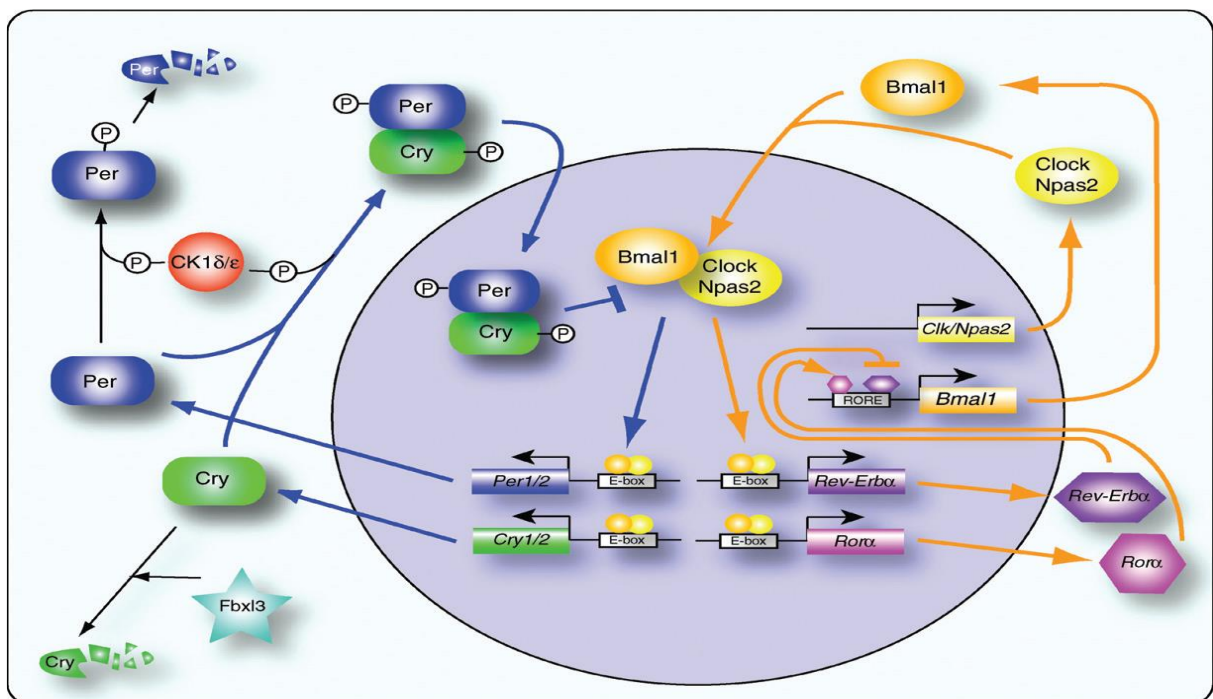 Per
P
Per
P
Per
Cry
P
P
CK1δ/ε
P
Per
Cry
Fbxl3
Cry
Bmal1
Clock
Npas2
Bmal1
Clock
Npas2
P
Per
Cry
P
Clk/Npas2
RORE
Bmal1
Per1/2
E-box
E-box
Rev-Erbα
Cry1/2
E-box
E-box
Rorα
Rev-Erbα
Rorα